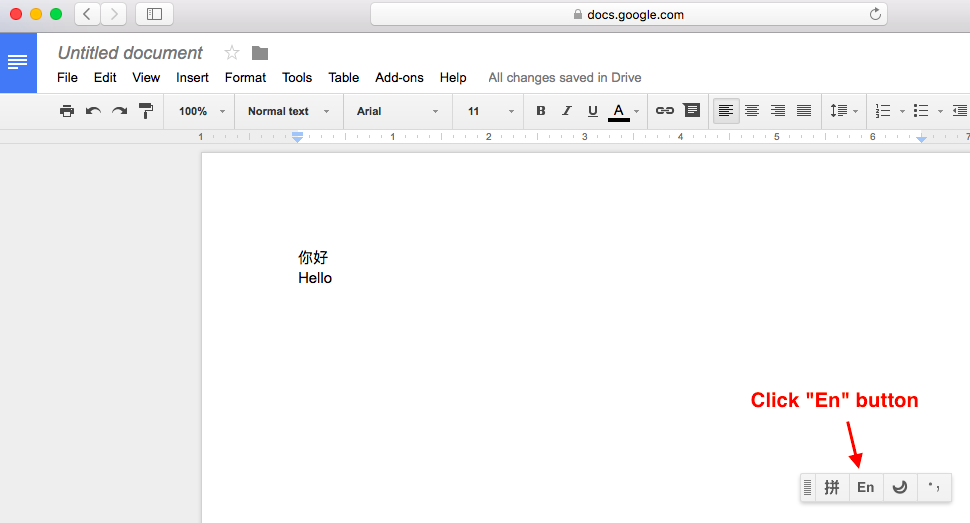 docs.google.com
Untitled document
File Edit View Insert Format Tools Table Add-ons Help All changes saved in Drive
100% Normal text Arial 11 B I U A
1 1 2 3 4 5 6 7
你好
Hello
Click "En" button
拼 En